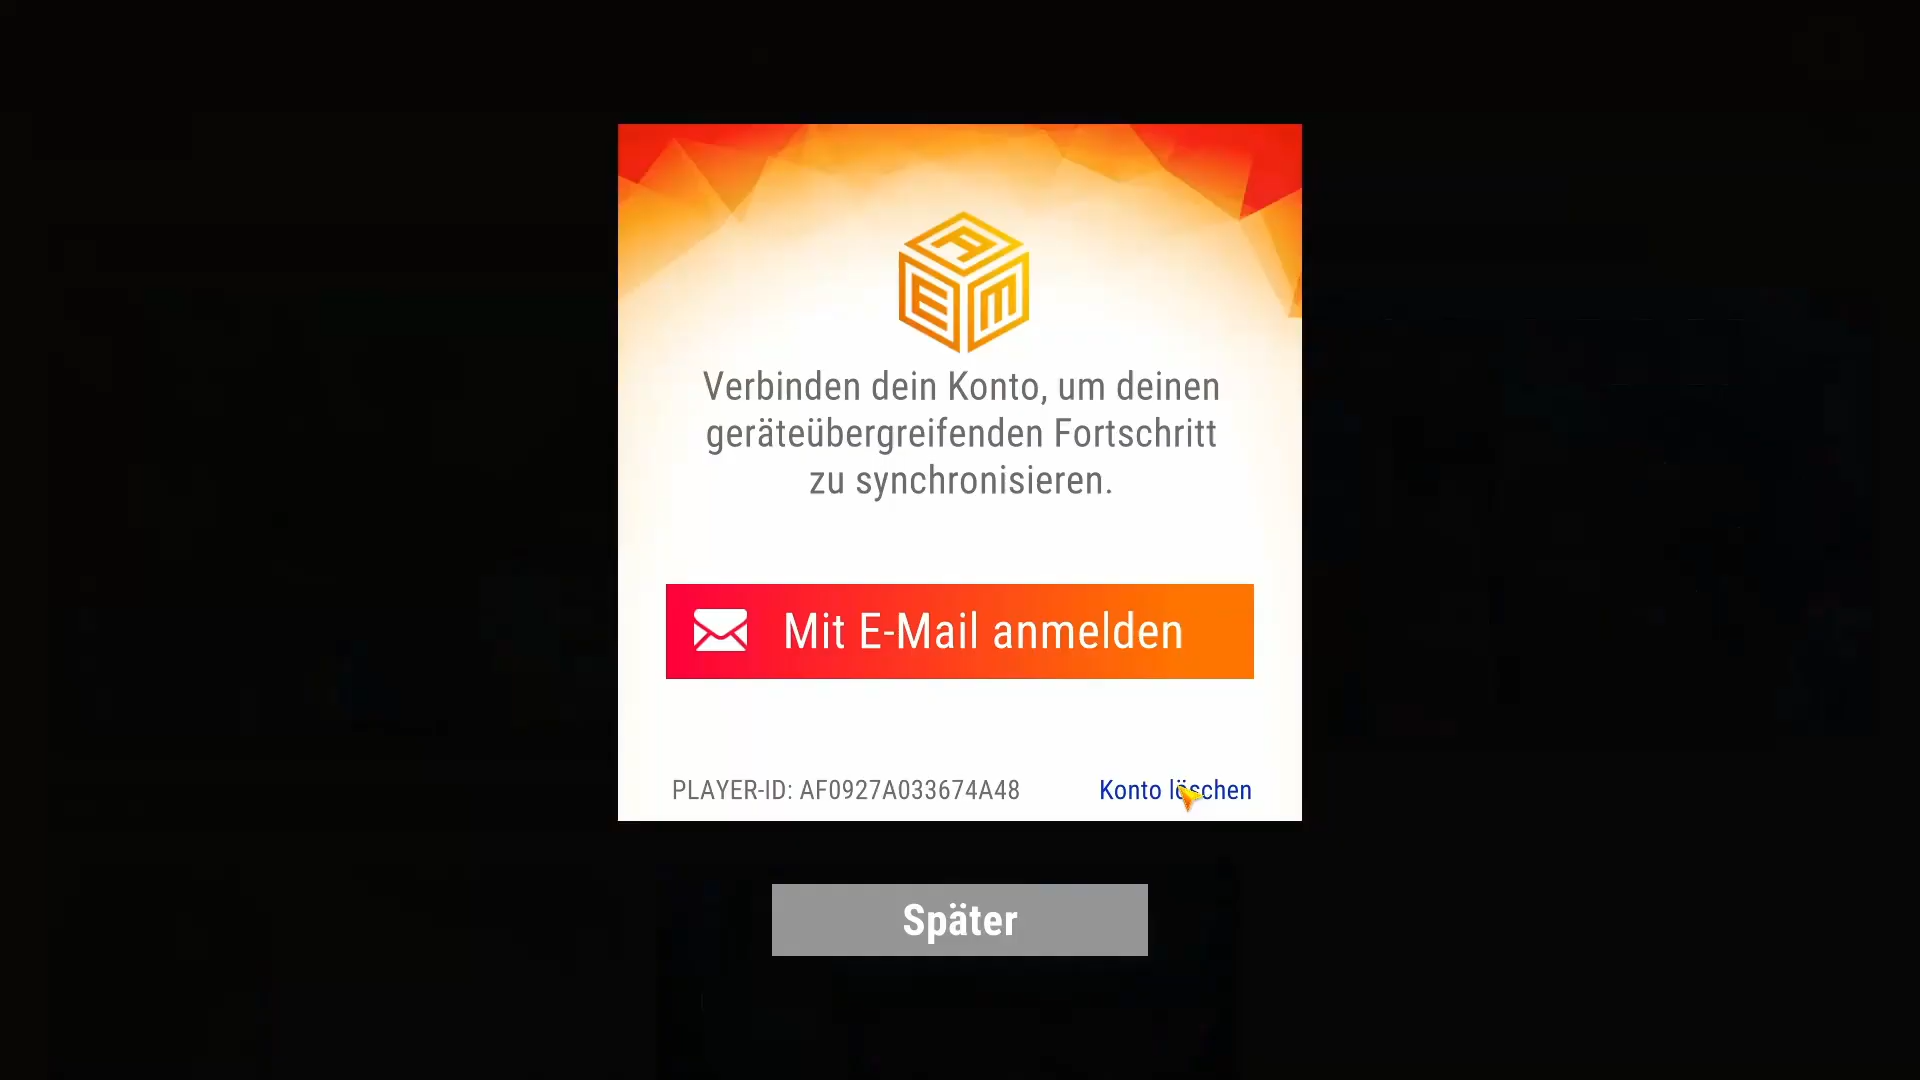 A
E M
Verbinden dein Konto, um deinen
geräteübergreifenden Fortschritt
zu synchronisieren.
Mit E-Mail anmelden
PLAYER-ID: AF0927A033674A48 Konto löschen
Später